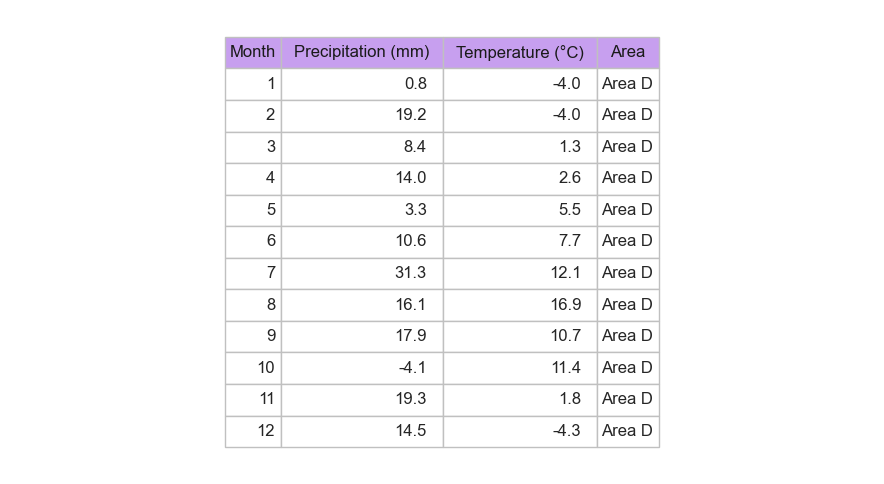 Month Precipitation (mm) Temperature (°C) Area
1 0.8 -4.0 Area D
2 19.2 -4.0 Area D
3 8.4 1.3 Area D
4 14.0 2.6 Area D
5 3.3 5.5 Area D
6 10.6 7.7 Area D
7 31.3 12.1 Area D
8 16.1 16.9 Area D
9 17.9 10.7 Area D
10 -4.1 11.4 Area D
11 19.3 1.8 Area D
12 14.5 -4.3 Area D